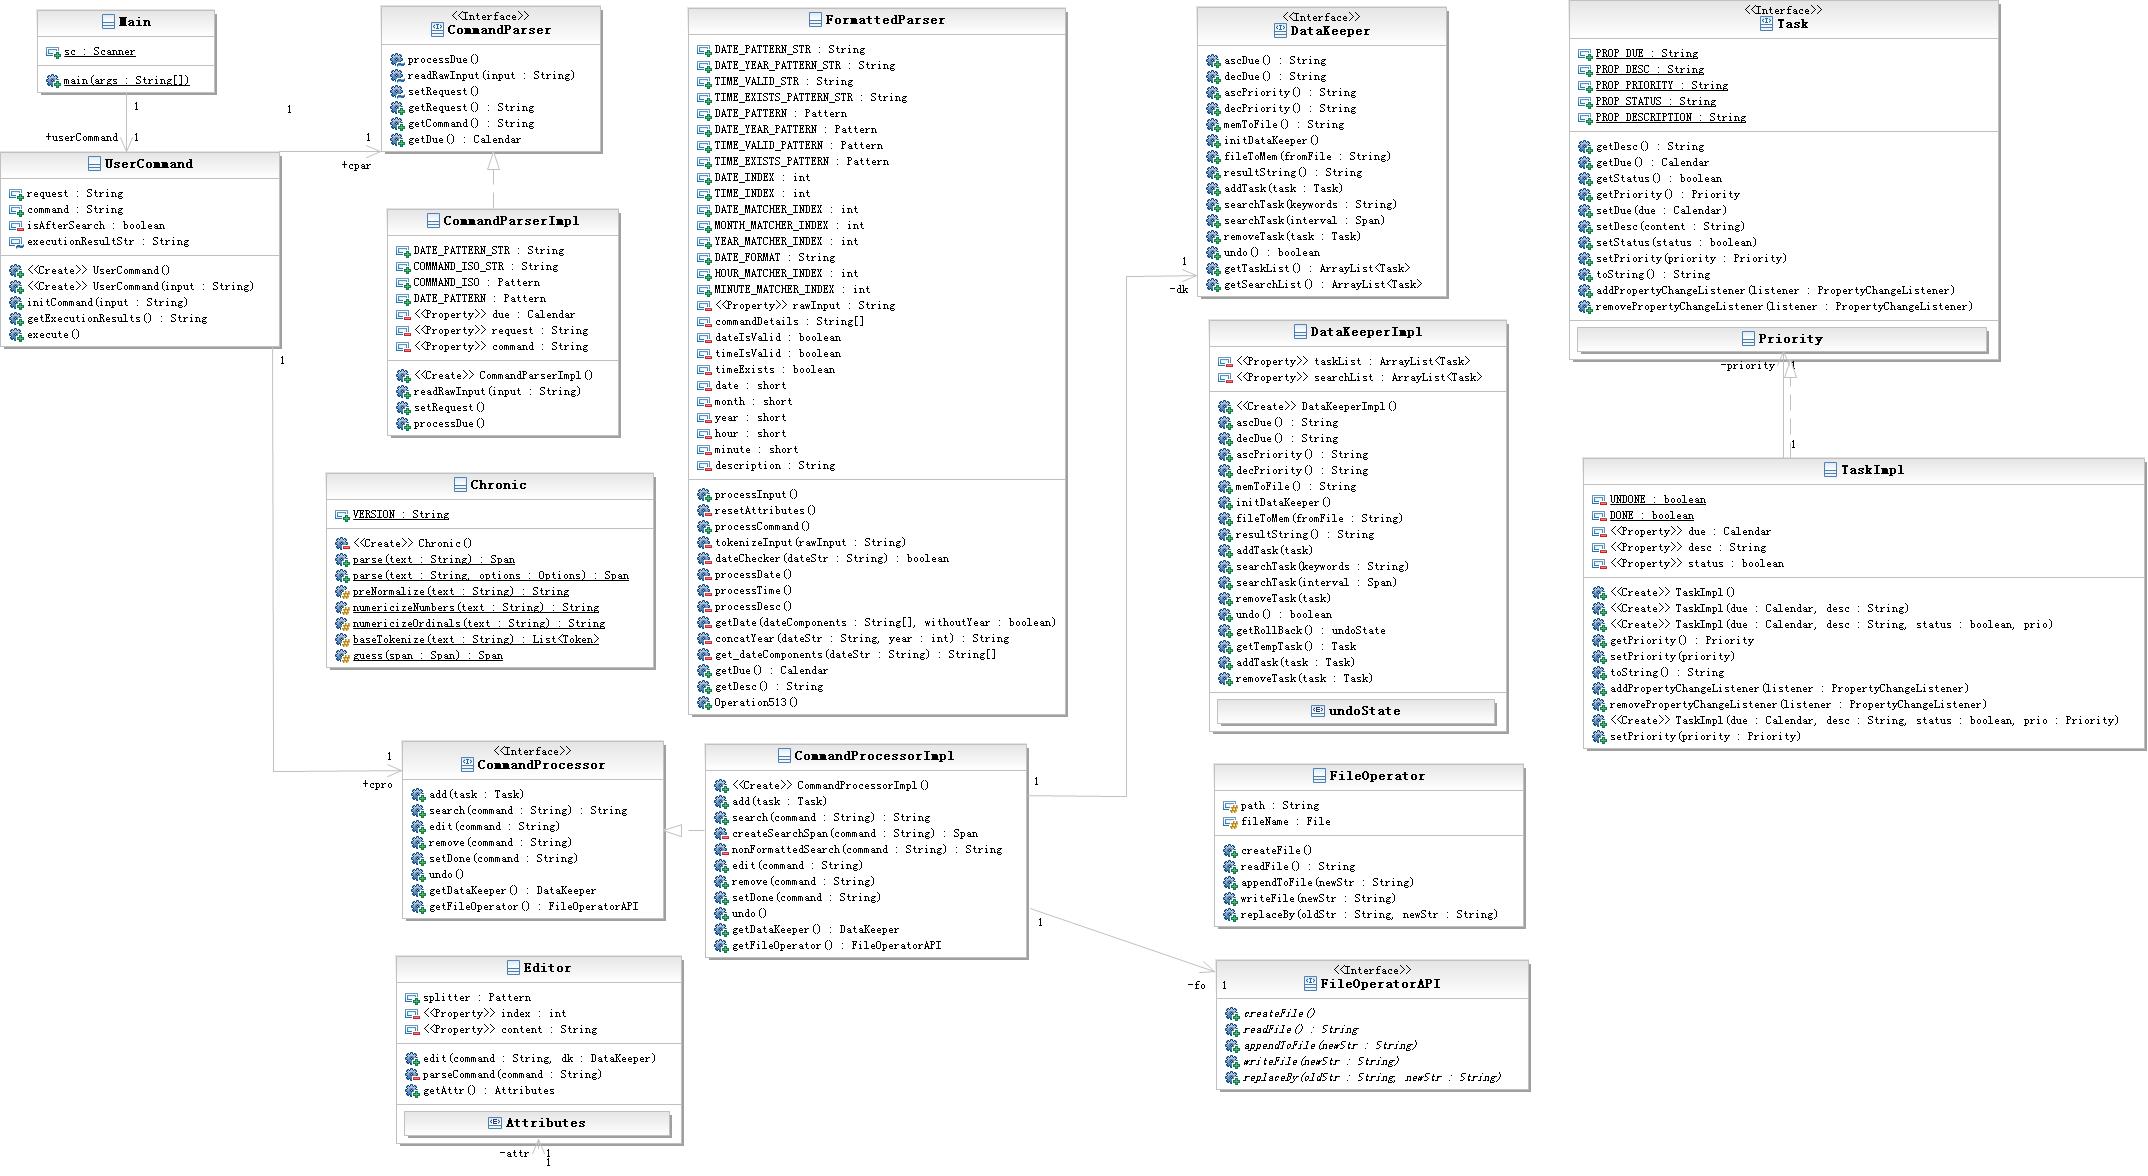 Main
sc : Scanner
main(args : String[])
1
+userCommand
1
UserCommand
request : String
command : String
isAfterSearch : boolean
executionResultStr : String
<<Create>> UserCommand()
<<Create>> UserCommand(input : String)
initCommand(input : String)
getExecutionResults() : String
execute()
1
1
+cpar
1
<<Interface>>
CommandParser
processDue()
readRawInput(input : String)
setRequest()
getRequest() : String
getCommand() : String
getDue() : Calendar
CommandParserImpl
DATE_PATTERN_STR : String
COMMAND_ISO_STR : String
COMMAND_ISO : Pattern
DATE_PATTERN : Pattern
<<Property>> due : Calendar
<<Property>> request : String
<<Property>> command : String
<<Create>> CommandParserImpl()
readRawInput(input : String)
setRequest()
processDue()
Chronic
VERSION : String
<<Create>> Chronic()
parse(text : String) : Span
parse(text : String, options : Options) : Span
preNormalize(text : String) : String
numericizeNumbers(text : String) : String
numericizeOrdinals(text : String) : String
baseTokenize(text : String) : List<Token>
guess(span : Span) : Span
1
+cpro
<<Interface>>
CommandProcessor
add(task : Task)
search(command : String) : String
edit(command : String)
remove(command : String)
setDone(command : String)
undo()
getDataKeeper() : DataKeeper
getFileOperator() : FileOperatorAPI
Editor
splitter : Pattern
<<Property>> index : int
<<Property>> content : String
edit(command : String, dk : DataKeeper)
parseCommand(command : String)
getAttr() : Attributes
Attributes
-attr
1
1
FormattedParser
DATE_PATTERN_STR : String
DATE_YEAR_PATTERN_STR : String
TIME_VALID_STR : String
TIME_EXISTS_PATTERN_STR : String
DATE_PATTERN : Pattern
DATE_YEAR_PATTERN : Pattern
TIME_VALID_PATTERN : Pattern
TIME_EXISTS_PATTERN : Pattern
DATE_INDEX : int
TIME_INDEX : int
DATE_MATCHER_INDEX : int
MONTH_MATCHER_INDEX : int
YEAR_MATCHER_INDEX : int
DATE_FORMAT : String
HOUR_MATCHER_INDEX : int
MINUTE_MATCHER_INDEX : int
<<Property>> rawInput : String
commandDetails : String[]
dateIsValid : boolean
timeIsValid : boolean
timeExists : boolean
date : short
month : short
year : short
hour : short
minute : short
description : String
processInput()
resetAttributes()
processCommand()
tokenizeInput(rawInput : String)
dateChecker(dateStr : String) : boolean
processDate()
processTime()
processDesc()
getDate(dateComponents : String[], withoutYear : boolean)
concatYear(dateStr : String, year : int) : String
get_dateComponents(dateStr : String) : String[]
getDue() : Calendar
getDesc() : String
Operation513()
CommandProcessorImpl
<<Create>> CommandProcessorImpl()
add(task : Task)
search(command : String) : String
createSearchSpan(command : String) : Span
nonFormattedSearch(command : String) : String
edit(command : String)
remove(command : String)
setDone(command : String)
undo()
getDataKeeper() : DataKeeper
getFileOperator() : FileOperatorAPI
1
1
1
-dk
<<Interface>>
DataKeeper
ascDue() : String
decDue() : String
ascPriority() : String
decPriority() : String
memToFile() : String
initDataKeeper()
fileToMem(fromFile : String)
resultString() : String
addTask(task : Task)
searchTask(keywords : String)
searchTask(interval : Span)
removeTask(task : Task)
undo() : boolean
getTaskList() : ArrayList<Task>
getSearchList() : ArrayList<Task>
DataKeeperImpl
<<Property>> taskList : ArrayList<Task>
<<Property>> searchList : ArrayList<Task>
<<Create>> DataKeeperImpl()
ascDue() : String
decDue() : String
ascPriority() : String
decPriority() : String
memToFile() : String
initDataKeeper()
fileToMem(fromFile : String)
resultString() : String
addTask(task)
searchTask(keywords : String)
searchTask(interval : Span)
removeTask(task)
undo() : boolean
getRollBack() : undoState
getTempTask() : Task
addTask(task : Task)
removeTask(task : Task)
undoState
FileOperator
path : String
fileName : File
createFile()
readFile() : String
appendToFile(newStr : String)
writeFile(newStr : String)
replaceBy(oldStr : String, newStr : String)
-fo
1
<<Interface>>
FileOperatorAPI
createFile()
readFile() : String
appendToFile(newStr : String)
writeFile(newStr : String)
replaceBy(oldStr : String, newStr : String)
<<Interface>>
Task
PROP_DUE : String
PROP_DESC : String
PROP_PRIORITY : String
PROP_STATUS : String
PROP_DESCRIPTION : String
getDesc() : String
getDue() : Calendar
getStatus() : boolean
getPriority() : Priority
setDue(due : Calendar)
setDesc(content : String)
setStatus(status : boolean)
setPriority(priority : Priority)
toString() : String
addPropertyChangeListener(listener : PropertyChangeListener)
removePropertyChangeListener(listener : PropertyChangeListener)
Priority
-priority
1
1
TaskImpl
UNDONE : boolean
DONE : boolean
<<Property>> due : Calendar
<<Property>> desc : String
<<Property>> status : boolean
<<Create>> TaskImpl()
<<Create>> TaskImpl(due : Calendar, desc : String)
<<Create>> TaskImpl(due : Calendar, desc : String, status : boolean, prio)
getPriority() : Priority
setPriority(priority)
toString() : String
addPropertyChangeListener(listener : PropertyChangeListener)
removePropertyChangeListener(listener : PropertyChangeListener)
<<Create>> TaskImpl(due : Calendar, desc : String, status : boolean, prio : Priority)
setPriority(priority : Priority)